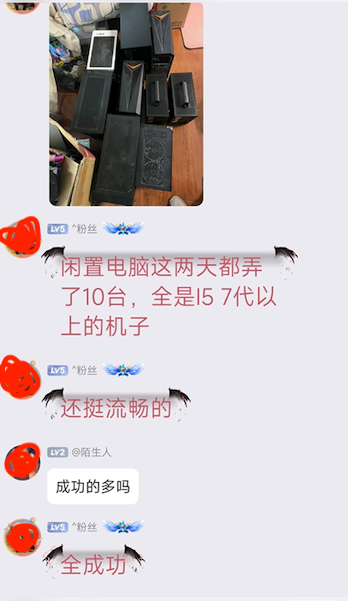 LV5 ^粉丝
闲置电脑这两天都弄
了10台，全是I5 7代以
上的机子
LV5 ^粉丝
还挺流畅的
LV2 @陌生人
成功的多吗
LV5 ^粉丝
全成功